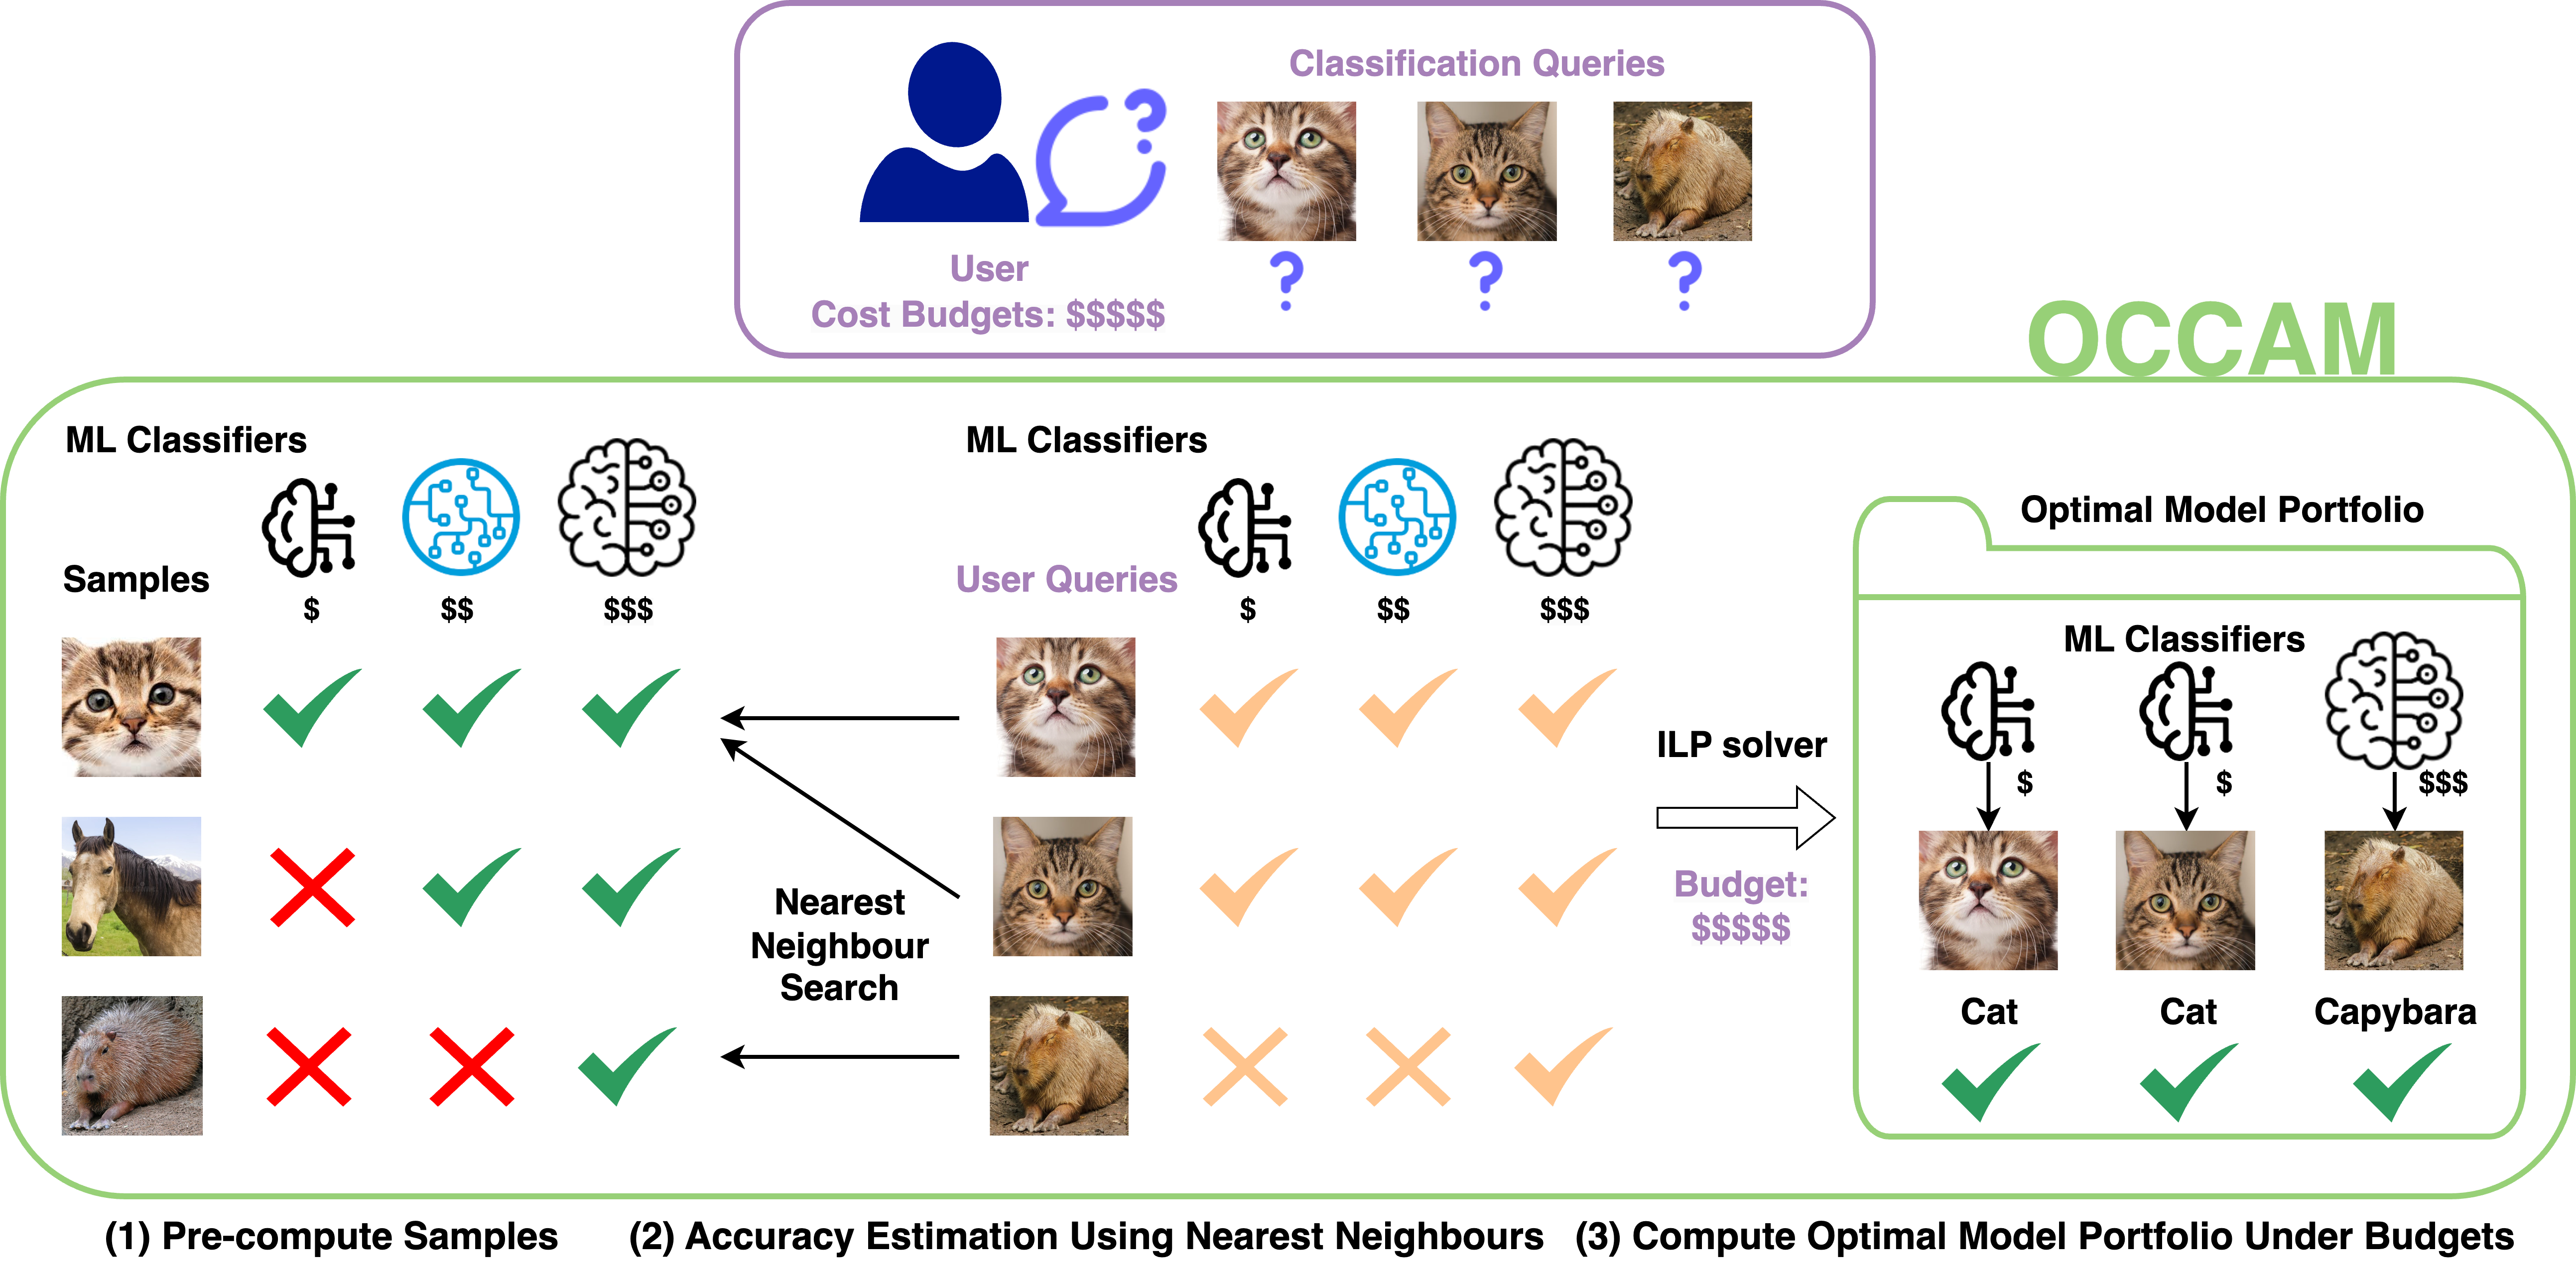 Classification Queries
User
Cost Budgets: $$$$$
? ? ?
OCCAM
ML Classifiers
Samples
$ $$ $$$
Nearest
Neighbour
Search
ML Classifiers
User Queries
$ $$ $$$
ILP solver
Budget:
$$$$$
Optimal Model Portfolio
ML Classifiers
$ $ $$$
Cat Cat Capybara
(1) Pre-compute Samples
(2) Accuracy Estimation Using Nearest Neighbours
(3) Compute Optimal Model Portfolio Under Budgets